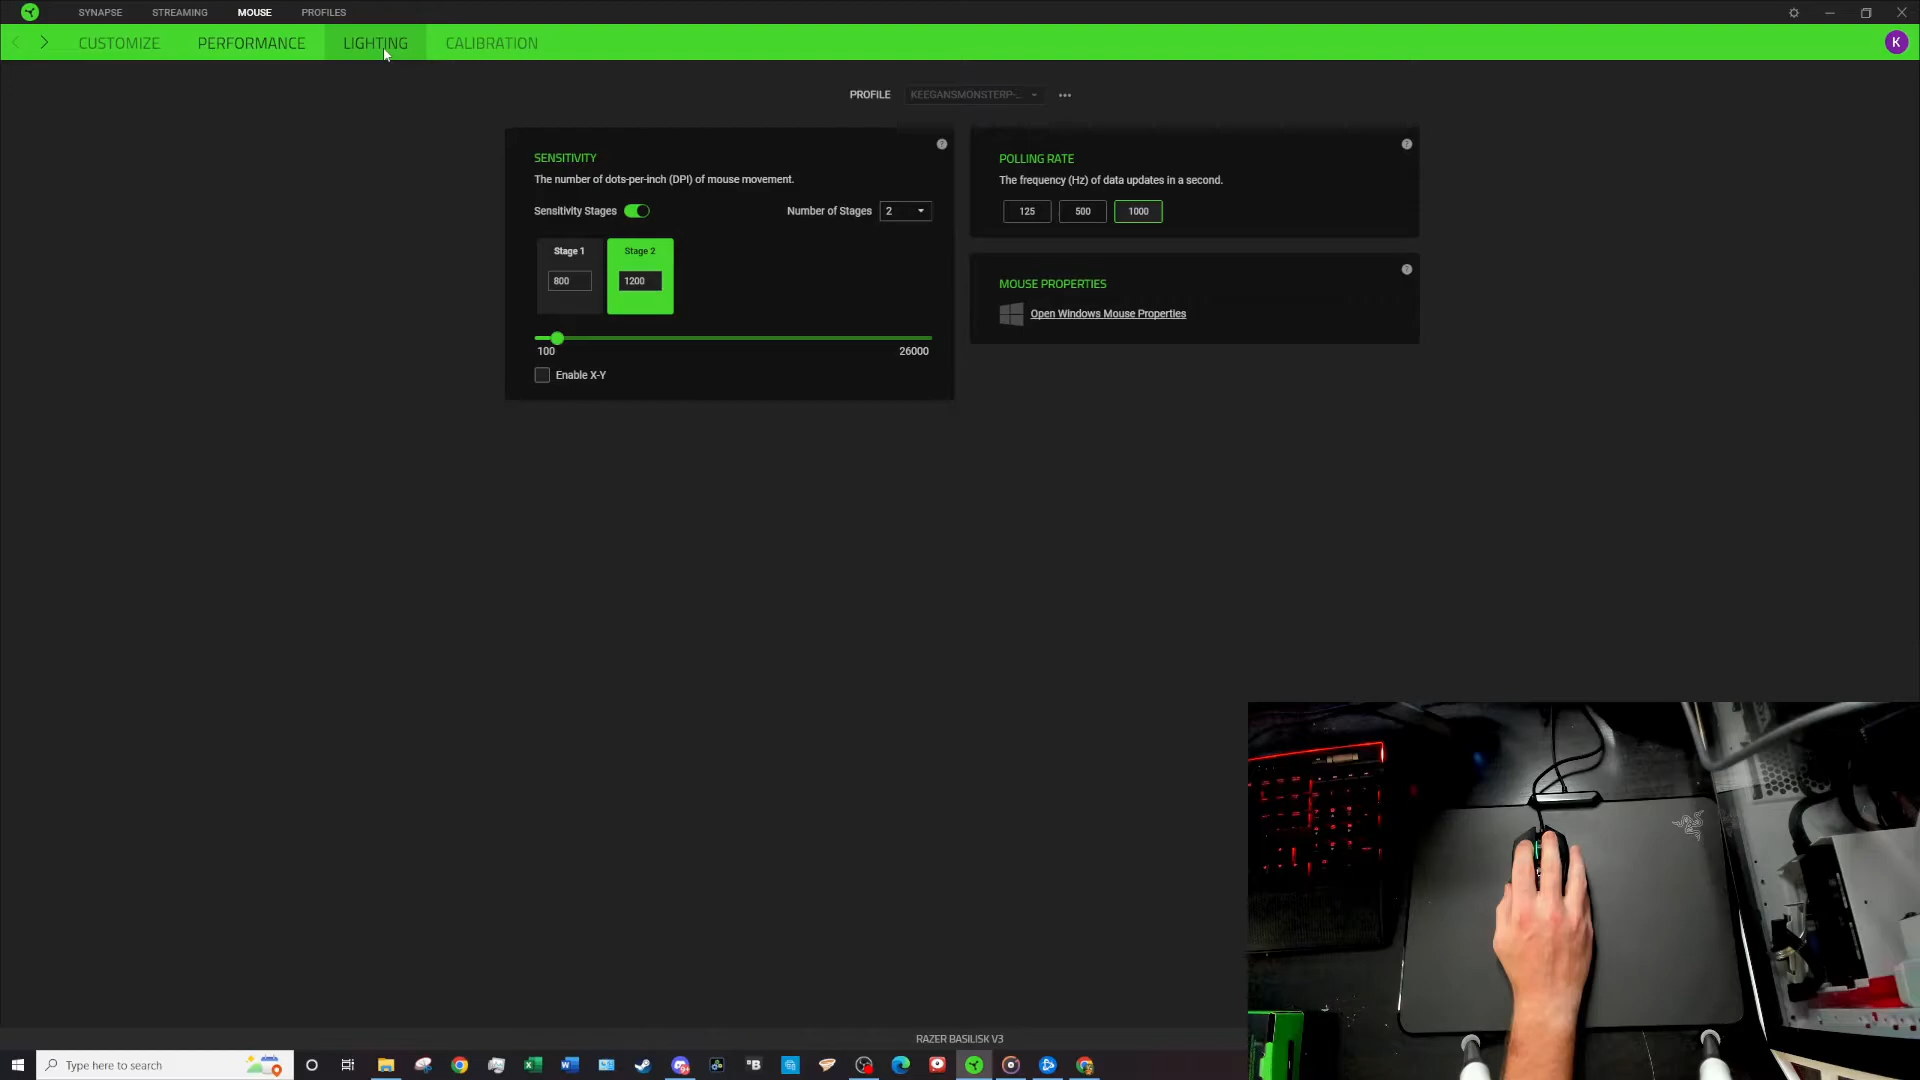 SYNAPSE STREAMING MOUSE PROFILES
CUSTOMIZE PERFORMANCE LIGHTING CALIBRATION
K
PROFILE KEEGANSMONSTERP-...
SENSITIVITY
The number of dots-per-inch (DPI) of mouse movement.
Sensitivity Stages
Number of Stages 2
Stage 1 Stage 2
800 1200
100 26000
Enable X-Y
POLLING RATE
The frequency (Hz) of data updates in a second.
125 500 1000
MOUSE PROPERTIES
Open Windows Mouse Properties
RAZER BASILISK V3
Type here to search